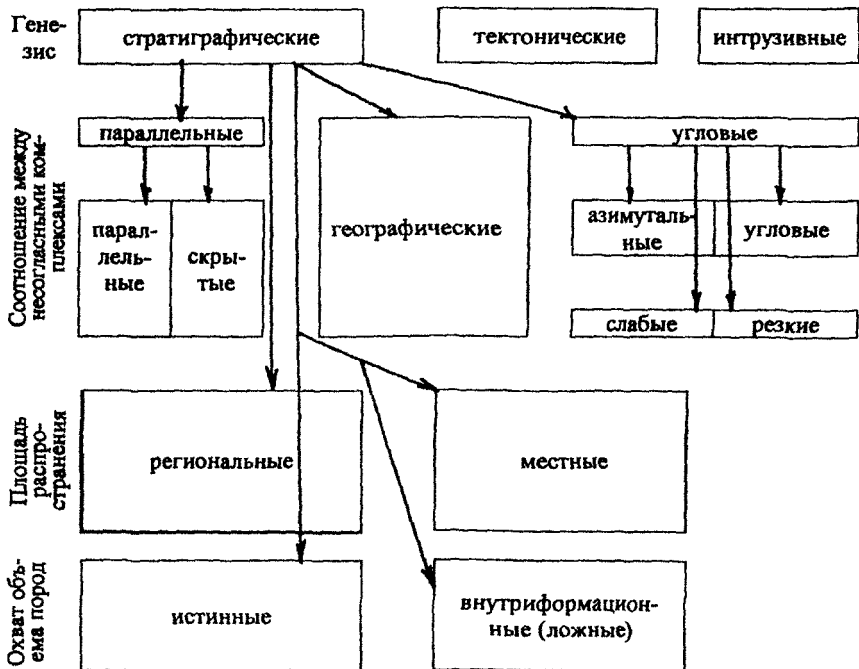 Гене-
зис
стратиграфические
тектонические
интрузивные
Соотношение между
несогласными ком-
плексами
параллельные
угловые
парал-
лель-
ные
скры-
тые
географические
азимуталь-
ные
угловые
слабые
резкие
Площадь
распро-
странения
региональные
местные
Охват объ-
ема пород
истинные
внутриформацион-
ные (ложные)